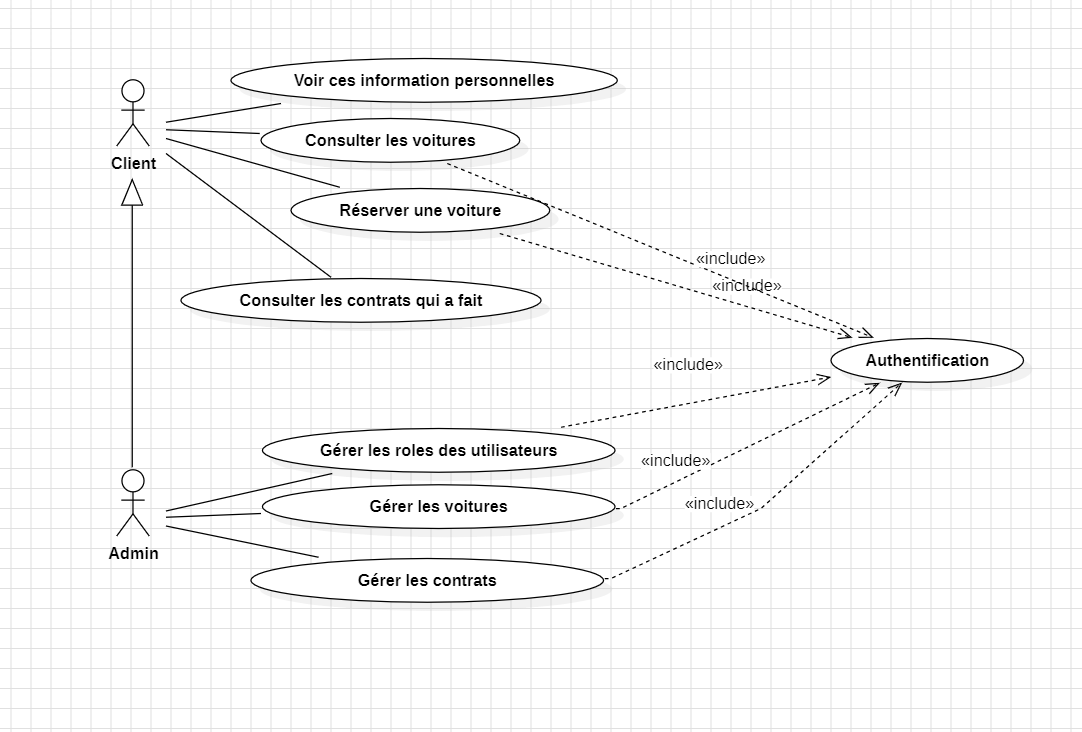 Voir ces information personnelles
Consulter les voitures
Client
Réserver une voiture
«include»
«include»
Consulter les contrats qui a fait
Authentification
«include»
Gérer les roles des utilisateurs
«include»
Gérer les voitures
«include»
Admin
Gérer les contrats